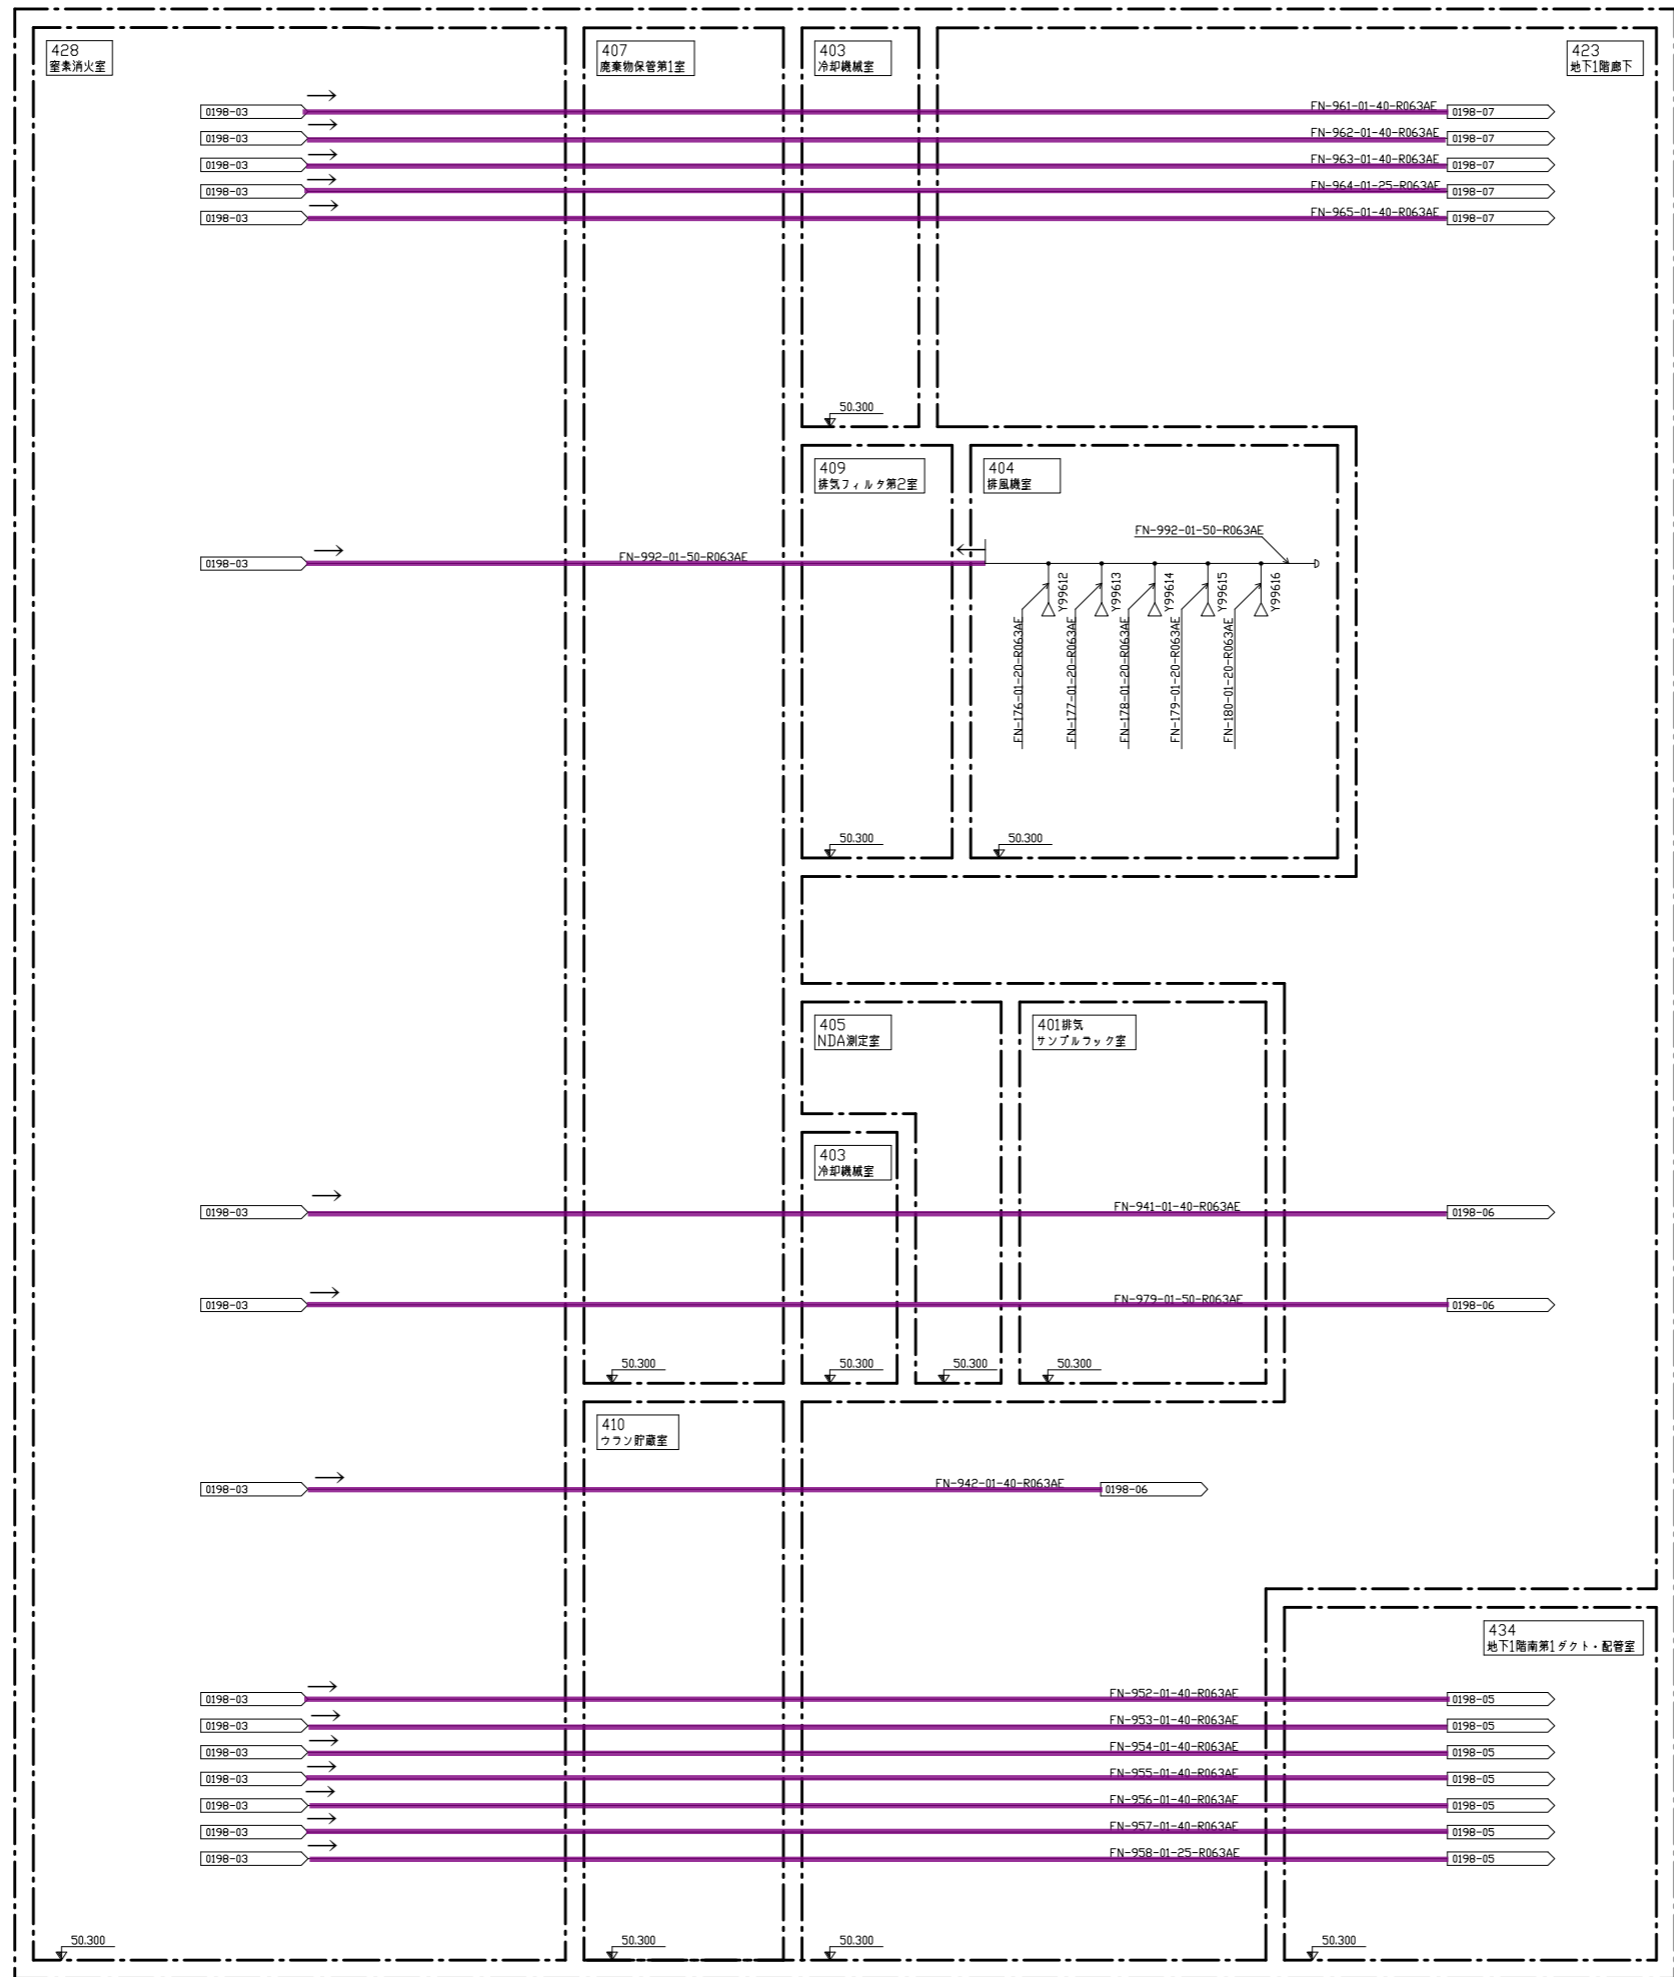 428
窒素消火室
407
廃棄物保管第1室
403
冷却機械室
423
地下1階廊下
0198-03
FN-961-01-40-R063AE
0198-07
0198-03
FN-962-01-40-R063AE
0198-07
0198-03
FN-963-01-40-R063AE
0198-07
0198-03
FN-964-01-25-R063AE
0198-07
0198-03
FN-965-01-40-R063AE
0198-07
50.300
409
排気フィルタ第2室
404
排風機室
0198-03
FN-992-01-50-R063AE
FN-992-01-50-R063AE
Y99612
Y99613
Y99614
Y99615
Y99616
FN-176-01-20-R063AE
FN-177-01-20-R063AE
FN-178-01-20-R063AE
FN-179-01-20-R063AE
FN-180-01-20-R063AE
50.300
50.300
405
NDA測定室
401排気
サンプルラック室
403
冷却機械室
0198-03
FN-941-01-40-R063AE
0198-06
0198-03
FN-979-01-50-R063AE
0198-06
50.300
50.300
50.300
50.300
410
ウラン貯蔵室
0198-03
FN-942-01-40-R063AE
0198-06
434
地下1階南第1ダクト・配管室
0198-03
FN-952-01-40-R063AE
0198-05
0198-03
FN-953-01-40-R063AE
0198-05
0198-03
FN-954-01-40-R063AE
0198-05
0198-03
FN-955-01-40-R063AE
0198-05
0198-03
FN-956-01-40-R063AE
0198-05
0198-03
FN-957-01-40-R063AE
0198-05
0198-03
FN-958-01-25-R063AE
0198-05
50.300
50.300
50.300
50.300